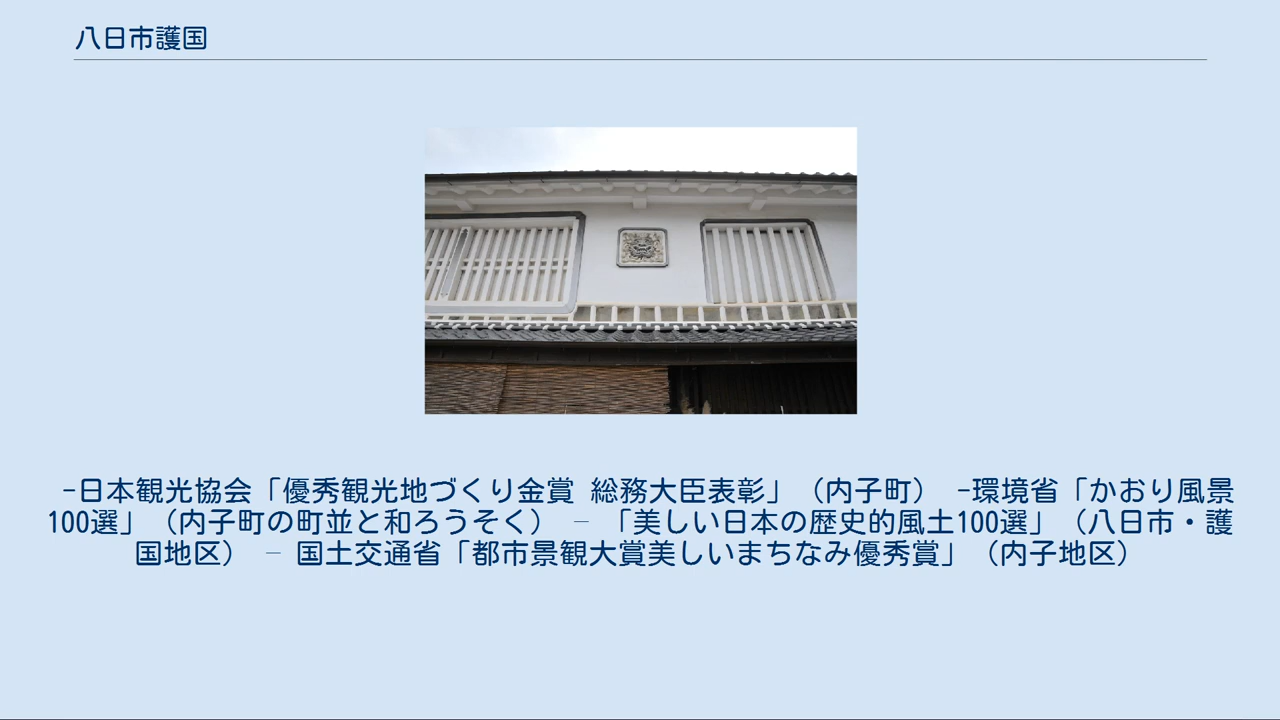 八日市護国
-日本観光協会「優秀観光地づくり金賞 総務大臣表彰」（内子町） -環境省「かおり風景
100選」（内子町の町並と和ろうそく） – 「美しい日本の歴史的風土100選」（八日市・護
国地区） – 国土交通省「都市景観大賞美しいまちなみ優秀賞」（内子地区）